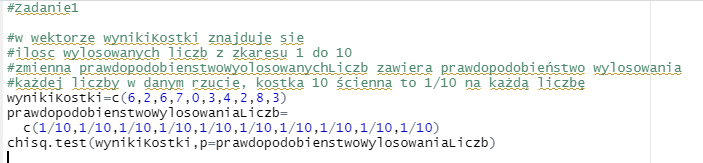 #Zadanie1
#w wektorze wynikiKostki znajduje sie
#ilosc wylosowanych liczb z zkaresu 1 do 10
#zmienna prawdopodobienstwoWyolosowanychLiczb zawiera prawdopodobieństwo wylosowania
#każdej liczby w danym rzucie, kostka 10 ścienna to 1/10 na każdą liczbę
wynikiKostki=c(6,2,6,7,0,3,4,2,8,3)
prawdopodobienstwoWylosowaniaLiczb=
c(1/10,1/10,1/10,1/10,1/10,1/10,1/10,1/10,1/10,1/10)
chisq.test(wynikiKostki,p=prawdopodobienstwoWylosowaniaLiczb)